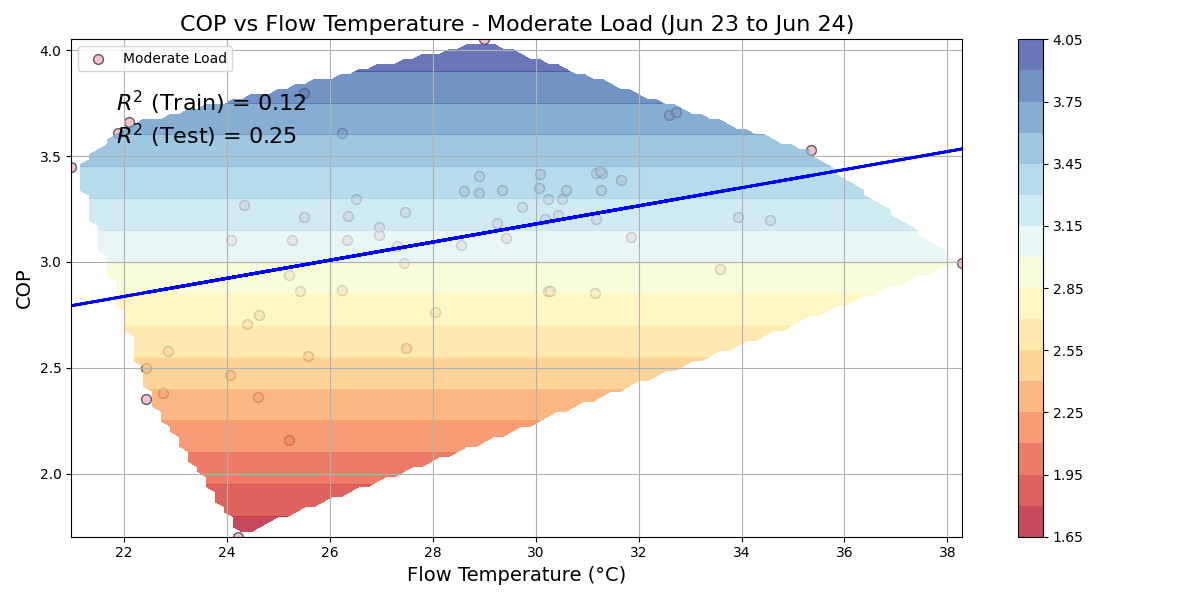 COP vs Flow Temperature - Moderate Load (Jun 23 to Jun 24)
Moderate Load
R² (Train) = 0.12
R² (Test) = 0.25
COP
4.0
3.5
3.0
2.5
2.0
22 24 26 28 30 32 34 36 38
Flow Temperature (°C)
4.05
3.75
3.45
3.15
2.85
2.55
2.25
1.95
1.65